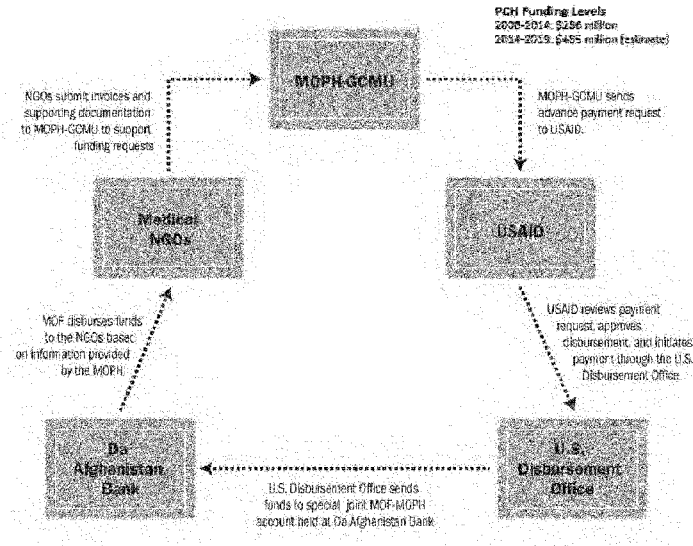 PCH Funding Levels
2008-2014: $236 million
2014-2019: $455 million (estimate)
MOPH-GCMU
NGOs submit invoices and
supporting documentation
to MOPH-GCMU to support
funding requests
MOPH-GCMU sends
advance payment request
to USAID.
Medical
NGOs
USAID
MOF disburses funds
to the NGOs based
on information provided
by the MOPH.
USAID reviews payment
request, approves
disbursement, and initiates
payment through the U.S.
Disbursement Office.
Da
Afghanistan
Bank
U.S.
Disbursement
Office
U.S. Disbursement Office sends
funds to special joint MOF-MOPH
account held at Da Afghanistan Bank